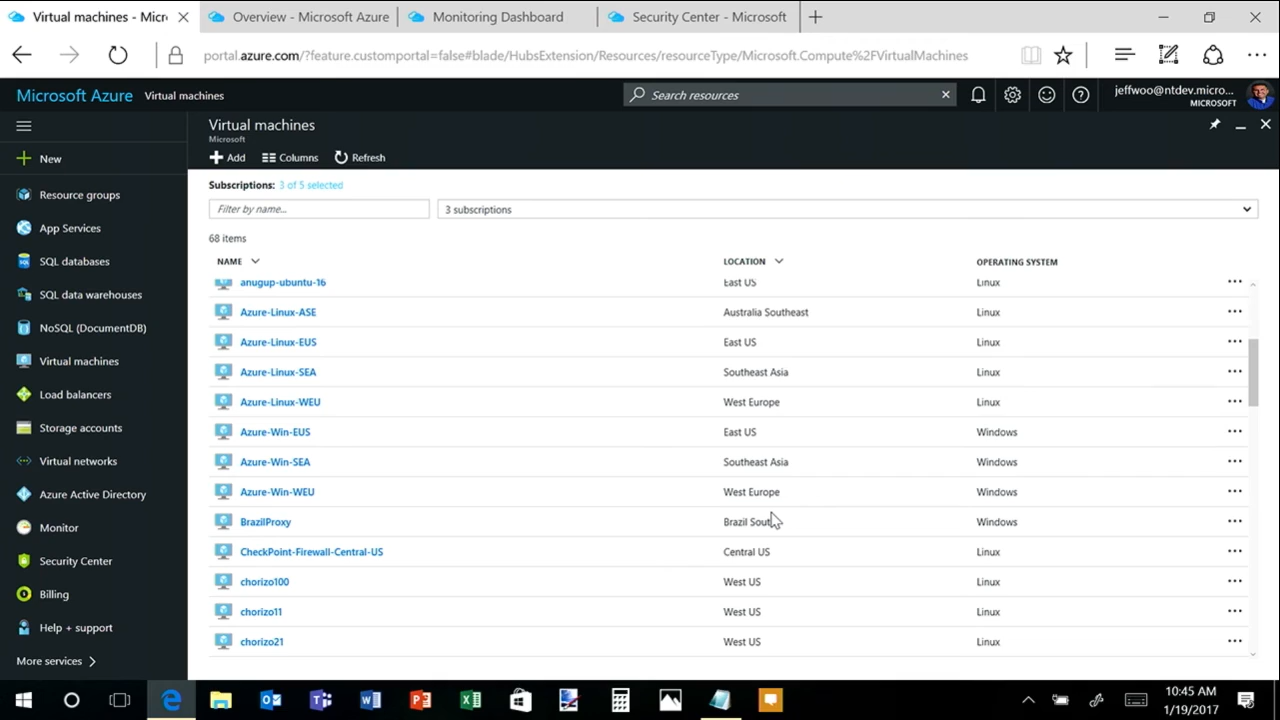 Virtual machines - Micr
Overview - Microsoft Azure
Monitoring Dashboard
Security Center - Microsoft
portal.azure.com/?feature.customportal=false#blade/HubsExtension/Resources/resourceType/Microsoft.Compute%2FVirtualMachines
Microsoft Azure Virtual machines
Search resources
jeffwoo@ntdev.micro...
MICROSOFT
Virtual machines
Microsoft
Add Columns Refresh
Subscriptions: 3 of 5 selected
Filter by name...
3 subscriptions
68 items
NAME LOCATION OPERATING SYSTEM
anugup-ubuntu-16 East US Linux
Azure-Linux-ASE Australia Southeast Linux
Azure-Linux-EUS East US Linux
Azure-Linux-SEA Southeast Asia Linux
Azure-Linux-WEU West Europe Linux
Azure-Win-EUS East US Windows
Azure-Win-SEA Southeast Asia Windows
Azure-Win-WEU West Europe Windows
BrazilProxy Brazil South Windows
CheckPoint-Firewall-Central-US Central US Linux
chorizo100 West US Linux
chorizo11 West US Linux
chorizo21 West US Linux
New
Resource groups
App Services
SQL databases
SQL data warehouses
NoSQL (DocumentDB)
Virtual machines
Load balancers
Storage accounts
Virtual networks
Azure Active Directory
Monitor
Security Center
Billing
Help + support
More services
10:45 AM
1/19/2017